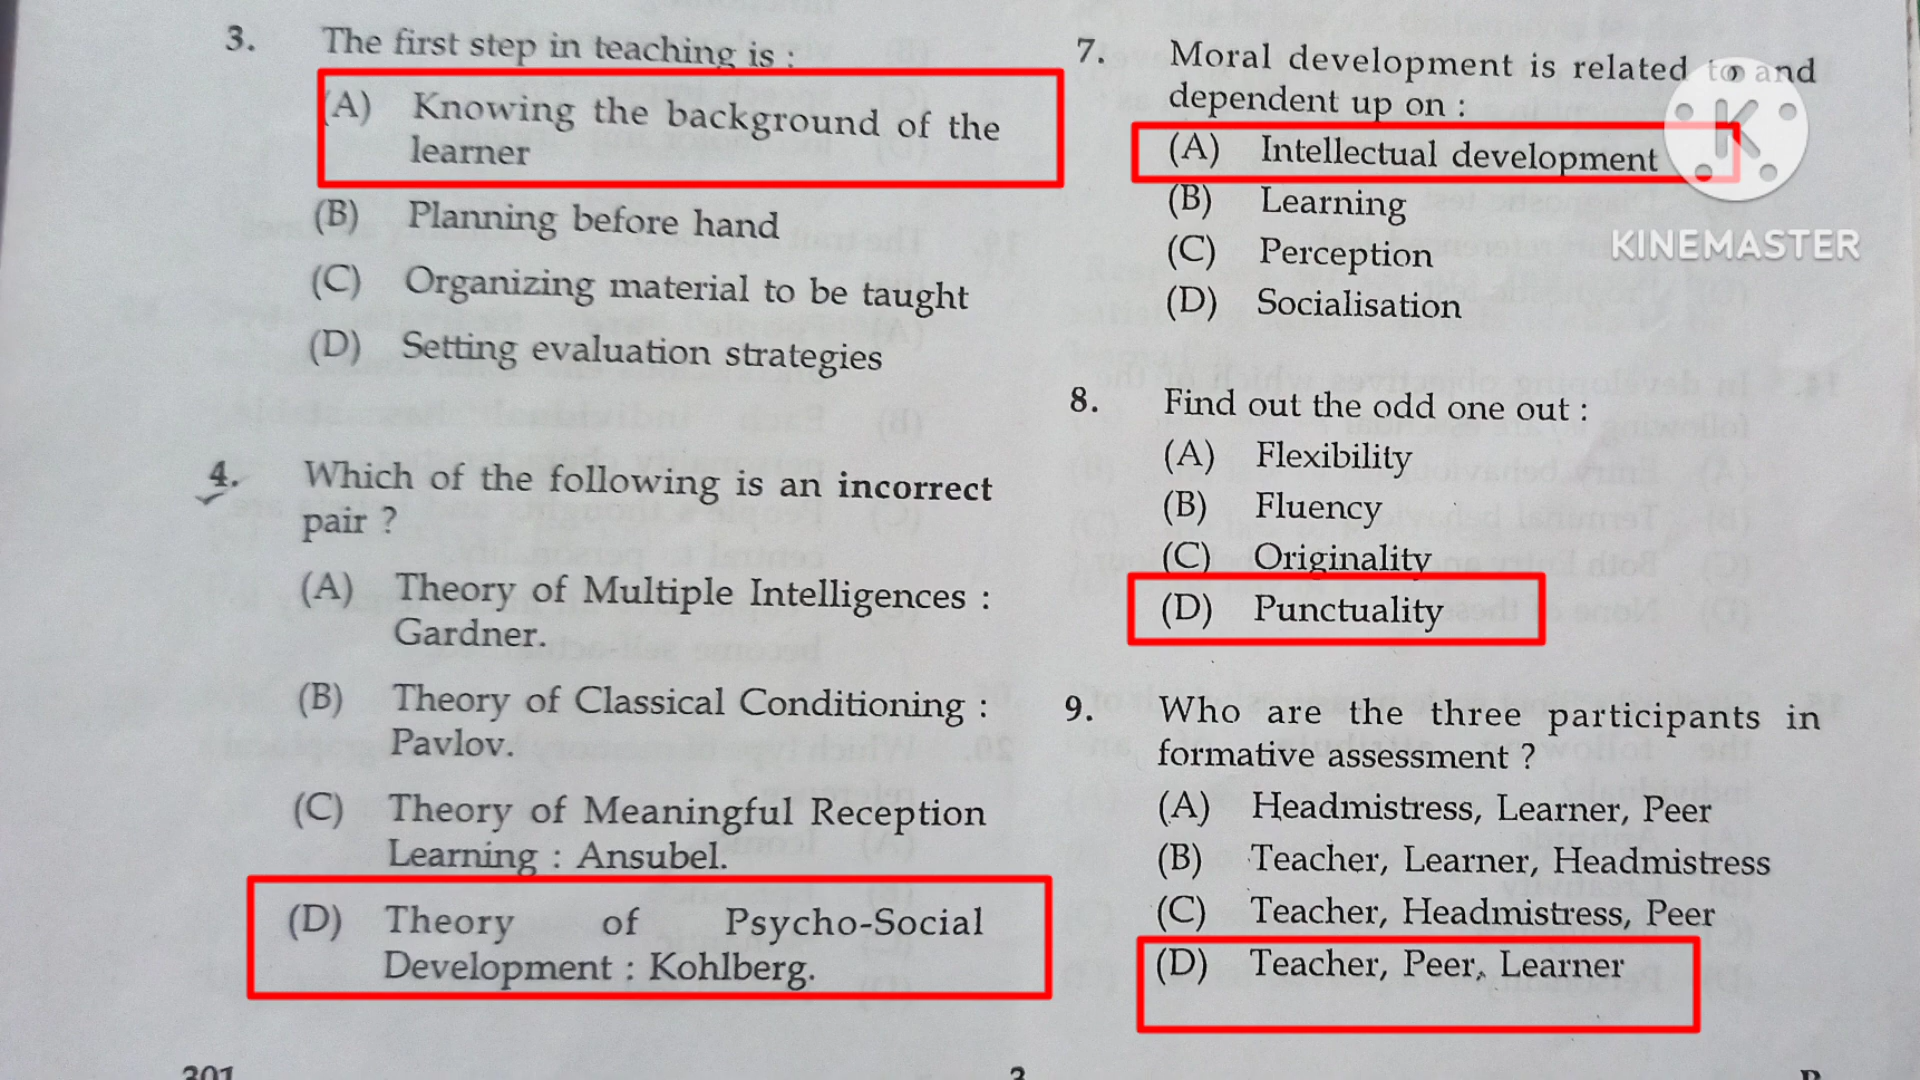 3. The first step in teaching is :
(A) Knowing the background of the
learner
(B) Planning before hand
(C) Organizing material to be taught
(D) Setting evaluation strategies
4. Which of the following is an incorrect
pair ?
(A) Theory of Multiple Intelligences :
Gardner.
(B) Theory of Classical Conditioning :
Pavlov.
(C) Theory of Meaningful Reception
Learning : Ansubel.
(D) Theory of Psycho-Social
Development : Kohlberg.
7. Moral development is related to and
dependent up on :
(A) Intellectual development
(B) Learning
(C) Perception
(D) Socialisation
8. Find out the odd one out :
(A) Flexibility
(B) Fluency
(C) Originality
(D) Punctuality
9. Who are the three participants in
formative assessment ?
(A) Headmistress, Learner, Peer
(B) Teacher, Learner, Headmistress
(C) Teacher, Headmistress, Peer
(D) Teacher, Peer, Learner
K
KINEMASTER